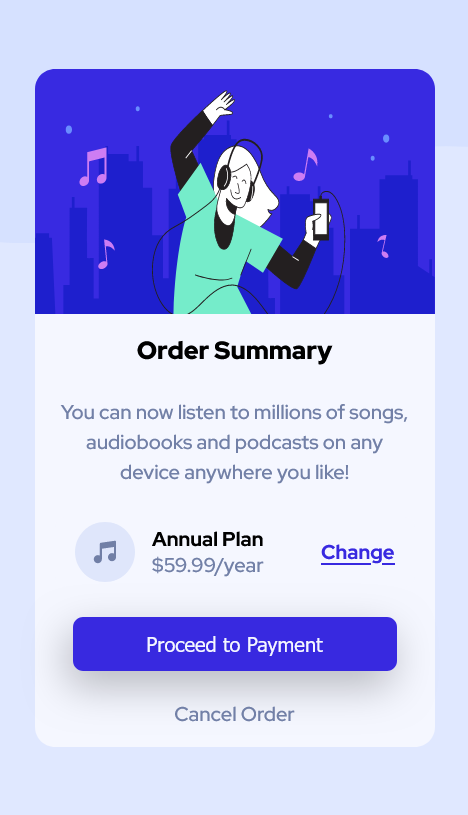 Order Summary
You can now listen to millions of songs,
audiobooks and podcasts on any
device anywhere you like!
Annual Plan
$59.99/year
Change
Proceed to Payment
Cancel Order